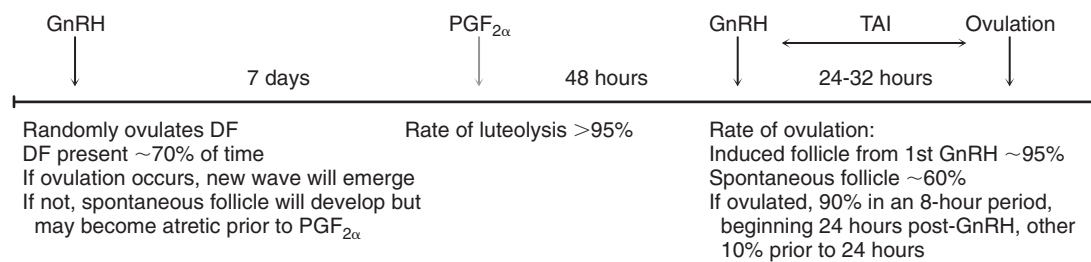 GnRH PGF₂α GnRH TAI Ovulation
7 days 48 hours 24-32 hours
Randomly ovulates DF
DF present ~70% of time
If ovulation occurs, new wave will emerge
If not, spontaneous follicle will develop but
may become atretic prior to PGF₂α
Rate of luteolysis >95%
Rate of ovulation:
Induced follicle from 1st GnRH ~95%
Spontaneous follicle ~60%
If ovulated, 90% in an 8-hour period,
beginning 24 hours post-GnRH, other
10% prior to 24 hours